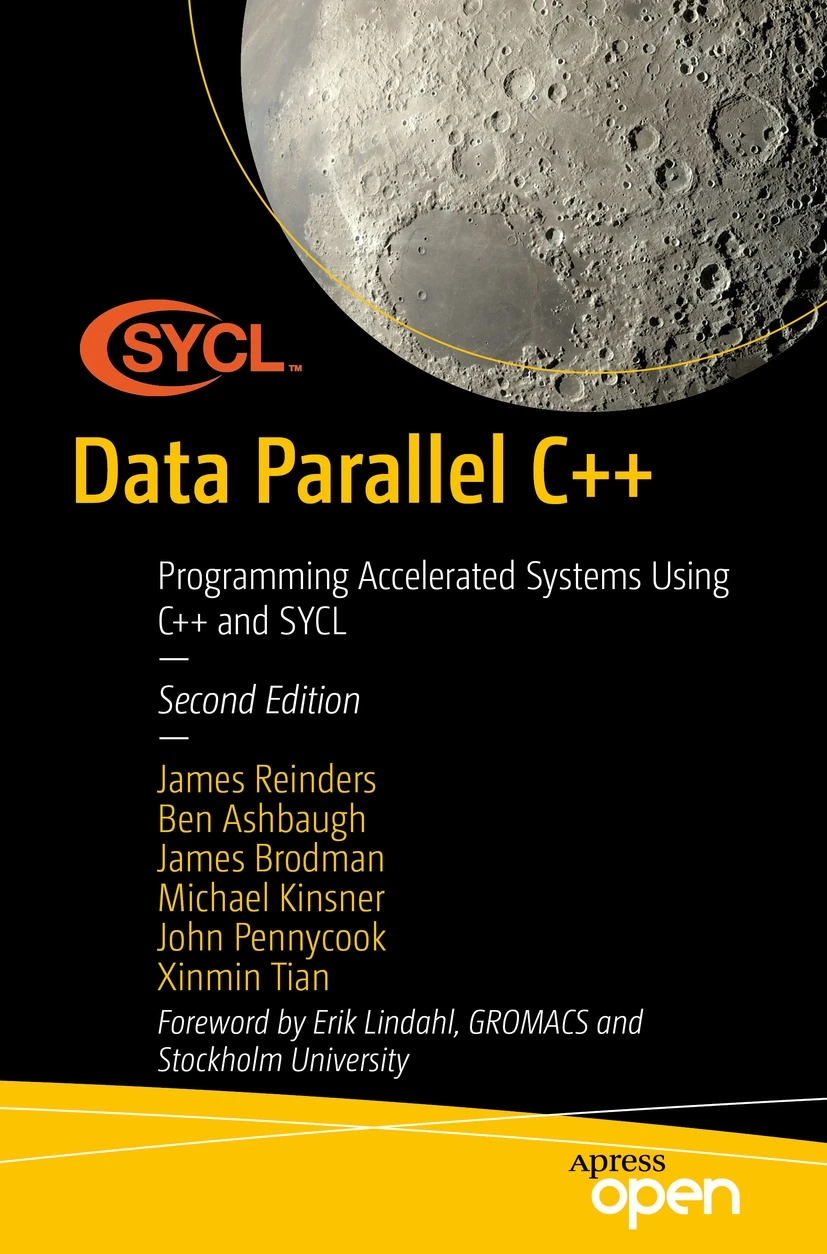 SYCL™
Data Parallel C++
Programming Accelerated Systems Using
C++ and SYCL
—
Second Edition
—
James Reinders
Ben Ashbaugh
James Brodman
Michael Kinsner
John Pennycook
Xinmin Tian
Foreword by Erik Lindahl, GROMACS and
Stockholm University
Apress
open